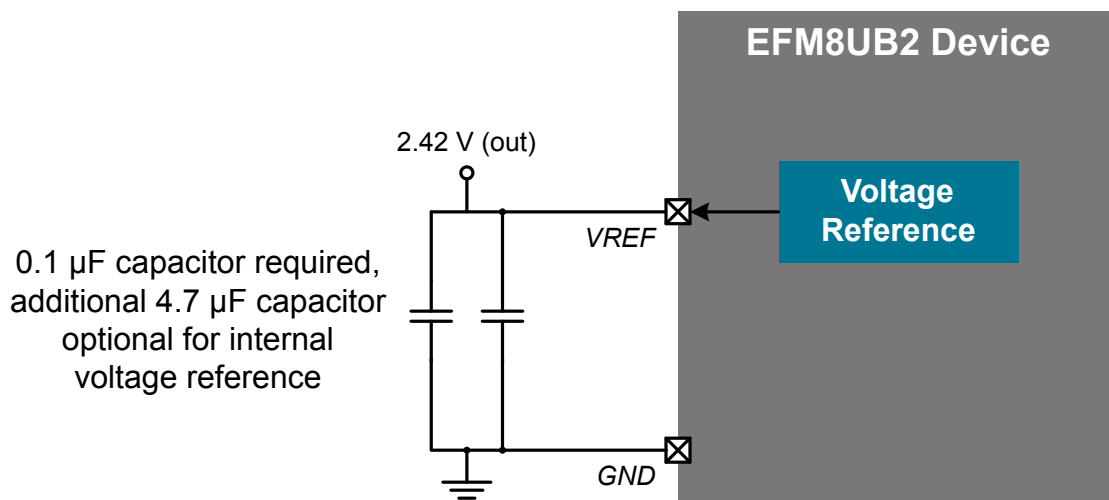 EFM8UB2 Device
2.42 V (out)
Voltage
Reference
VREF
0.1 µF capacitor required,
additional 4.7 µF capacitor
optional for internal
voltage reference
GND